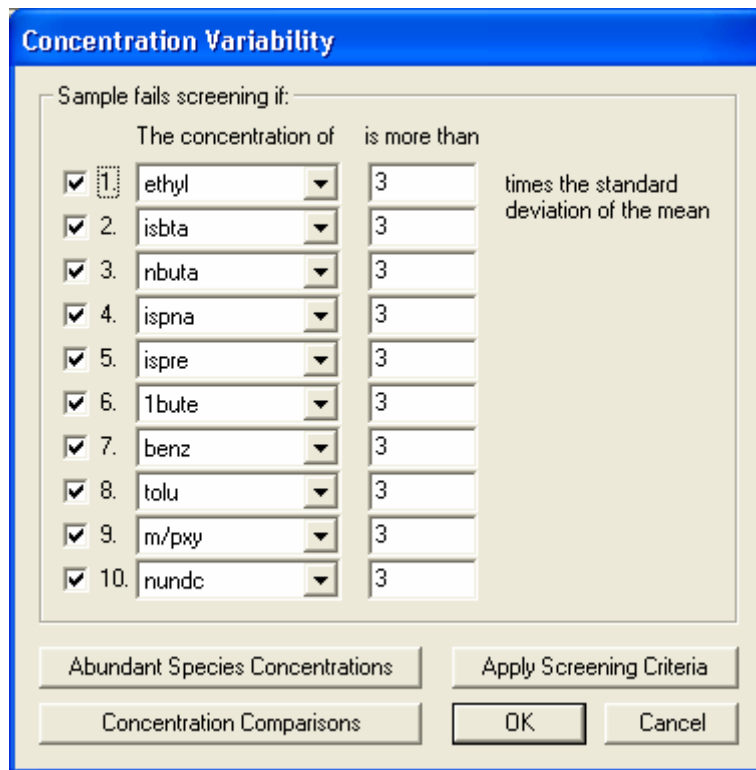 Concentration Variability
Sample fails screening if:
The concentration of is more than
1. ethyl 3 times the standard
deviation of the mean
2. isbta 3
3. nbuta 3
4. ispna 3
5. ispre 3
6. 1bute 3
7. benz 3
8. tolu 3
9. m/pxy 3
10. nundc 3
Abundant Species Concentrations Apply Screening Criteria
Concentration Comparisons OK Cancel